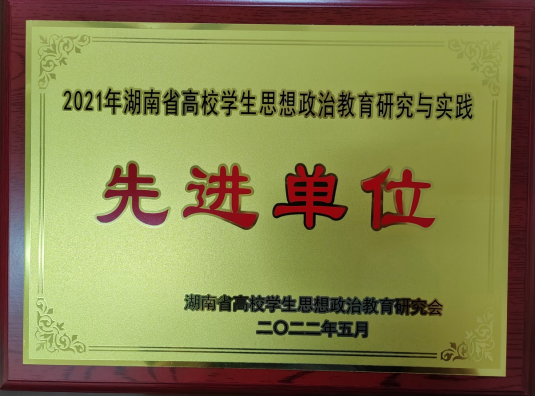 2021年湖南省高校学生思想政治教育研究与实践
先进单位
湖南省高校学生思想政治教育研究会
二〇二二年五月